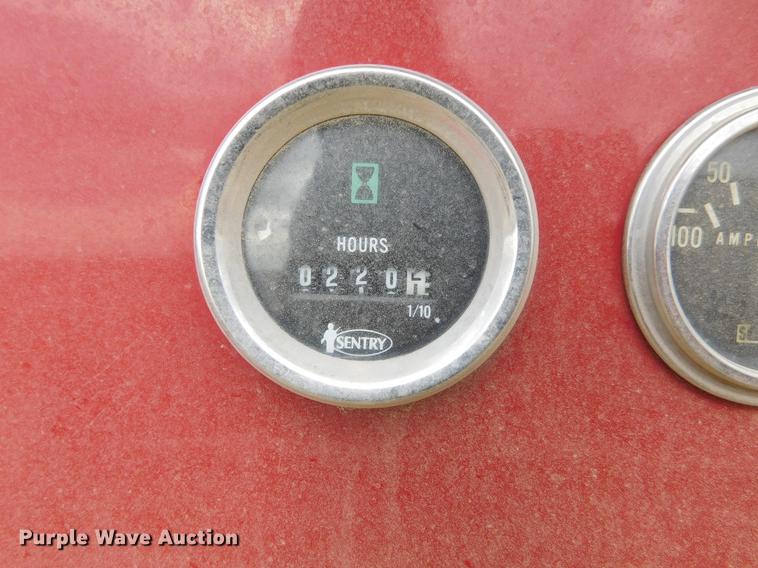 HOURS
0220
1/10
SENTRY
50
100 AMP
Purple Wave Auction